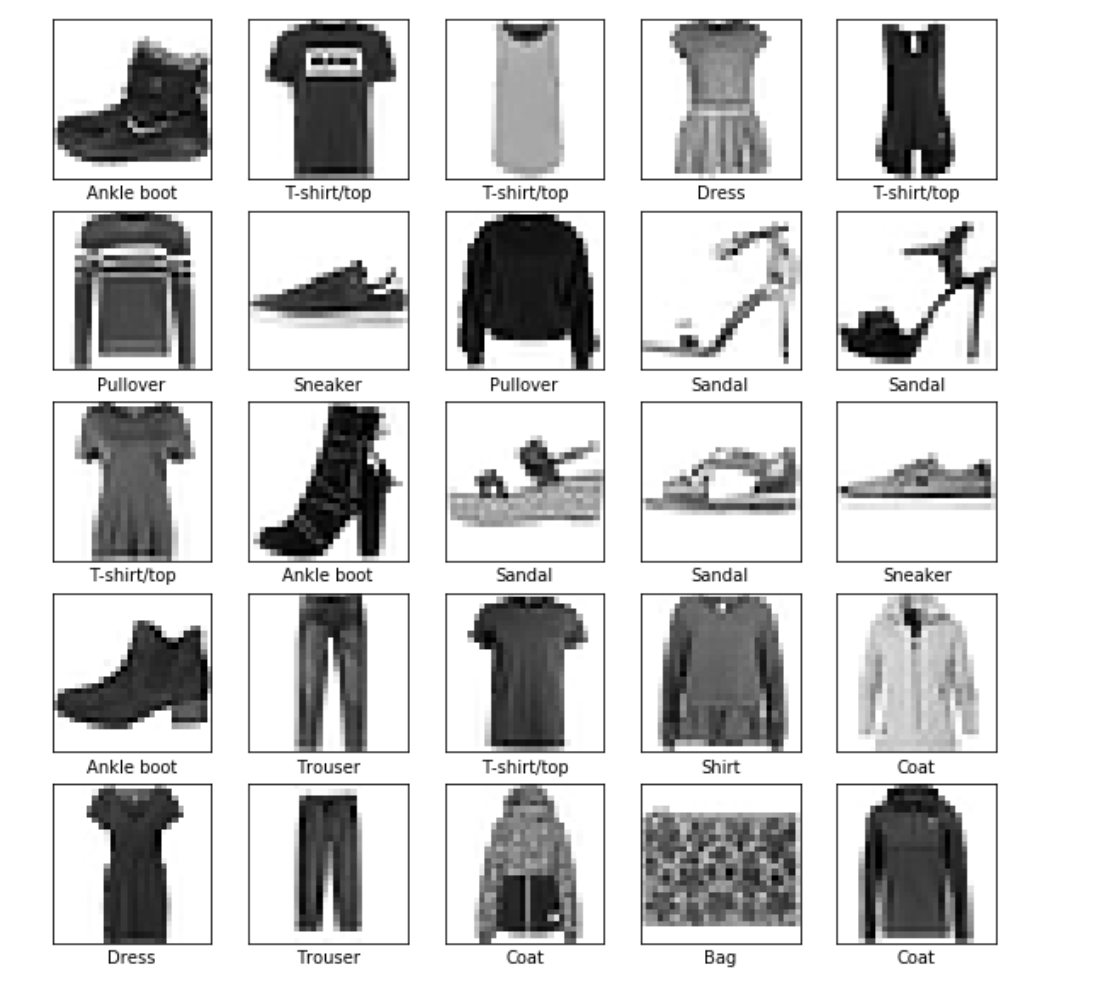 Ankle boot T-shirt/top T-shirt/top Dress T-shirt/top
Pullover Sneaker Pullover Sandal Sandal
T-shirt/top Ankle boot Sandal Sandal Sneaker
Ankle boot Trouser T-shirt/top Shirt Coat
Dress Trouser Coat Bag Coat